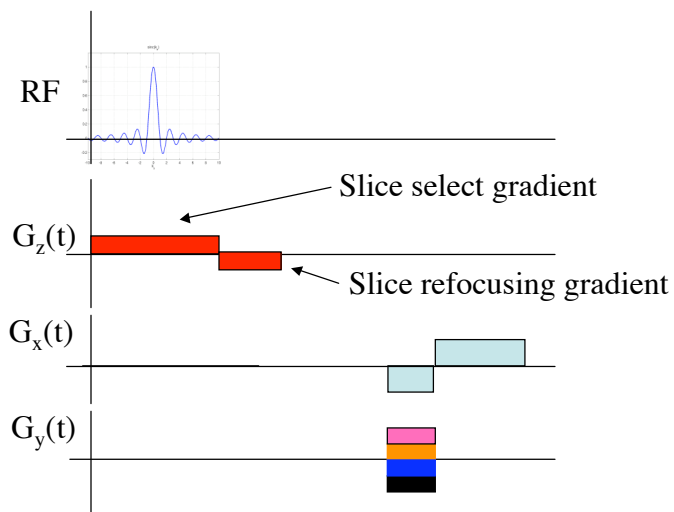 RF
Slice select gradient
G_z(t)
Slice refocusing gradient
G_x(t)
G_y(t)